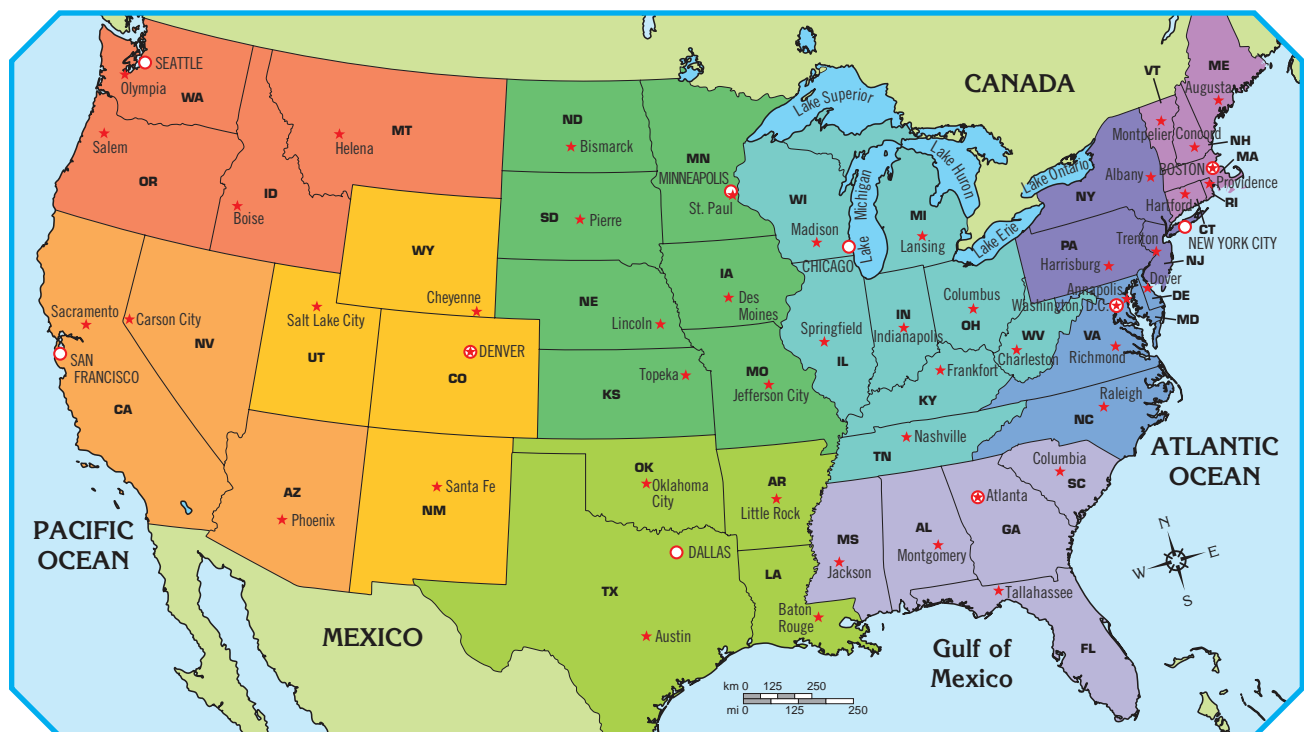 CANADA
SEATTLE
Olympia
WA
Salem
OR
MT
Helena
ID
Boise
ND
Bismarck
SD
Pierre
MN
MINNEAPOLIS
St. Paul
WI
Madison
Lake Superior
Lake
Michigan
Lake Huron
Lake Ontario
Lake Erie
MI
Lansing
CHICAGO
VT
ME
Augusta
Montpelier
Concord
NH
MA
BOSTON
Albany
Providence
NY
Hartford
RI
CT
NEW YORK CITY
PA
Trenton
Harrisburg
NJ
Dover
Annapolis
Washington, D.C.
DE
MD
WY
Cheyenne
NE
Lincoln
IA
Des
Moines
Sacramento
Carson City
SAN
FRANCISCO
NV
CA
Salt Lake City
UT
DENVER
CO
Topeka
KS
MO
Jefferson City
Springfield
IL
IN
Indianapolis
Columbus
OH
WV
Charleston
VA
Richmond
Frankfort
KY
Raleigh
NC
Nashville
TN
Columbia
SC
ATLANTIC
OCEAN
AZ
Phoenix
Santa Fe
NM
OK
Oklahoma
City
AR
Little Rock
MS
Jackson
AL
Montgomery
Atlanta
GA
PACIFIC
OCEAN
DALLAS
TX
Austin
LA
Baton
Rouge
Tallahassee
FL
MEXICO
Gulf of
Mexico
N
E
W
S
km 0 125 250
mi 0 125 250